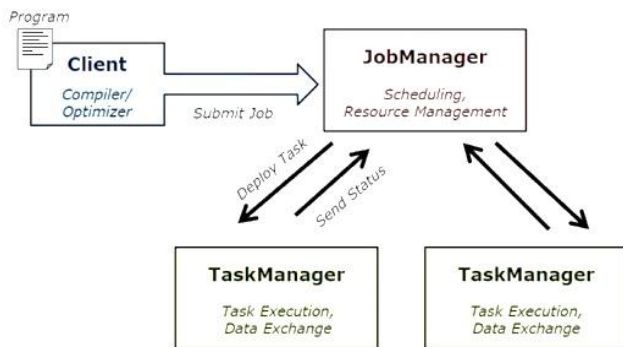 Program
Client
Compiler/
Optimizer
Submit Job
JobManager
Scheduling,
Resource Management
Deploy Task
Send Status
TaskManager
Task Execution,
Data Exchange
TaskManager
Task Execution,
Data Exchange